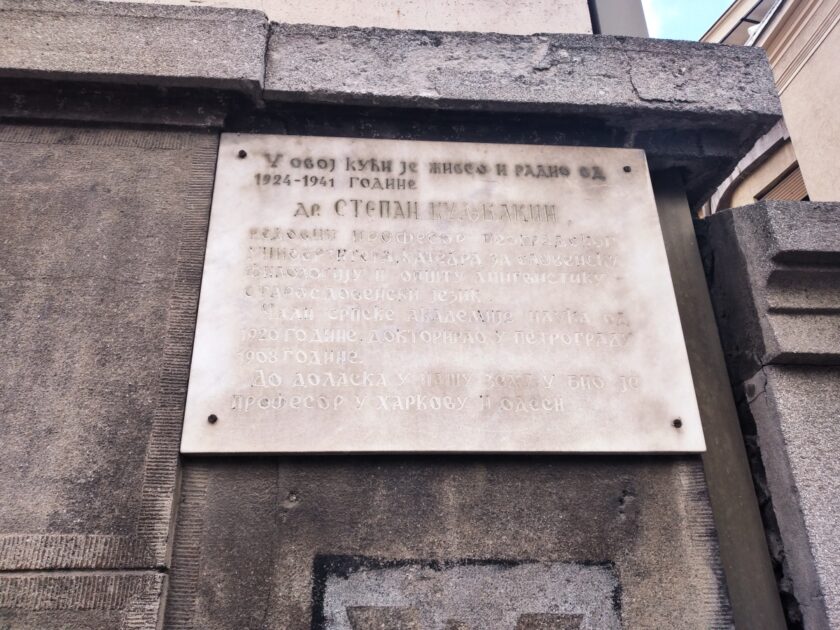 У овој кући је живео и радио од
1924-1941 године
др СТЕПАН КУЉБАКИН
редовни професор београдског
универзитета, катедра за словенску
филологију и општу лингвистику
старословенски језик.
Члан српске академије наука од
1920 године. докторирао у петрограду
1908 године.
До доласка у нашу земљу био је
професор у Харкову и Одеси